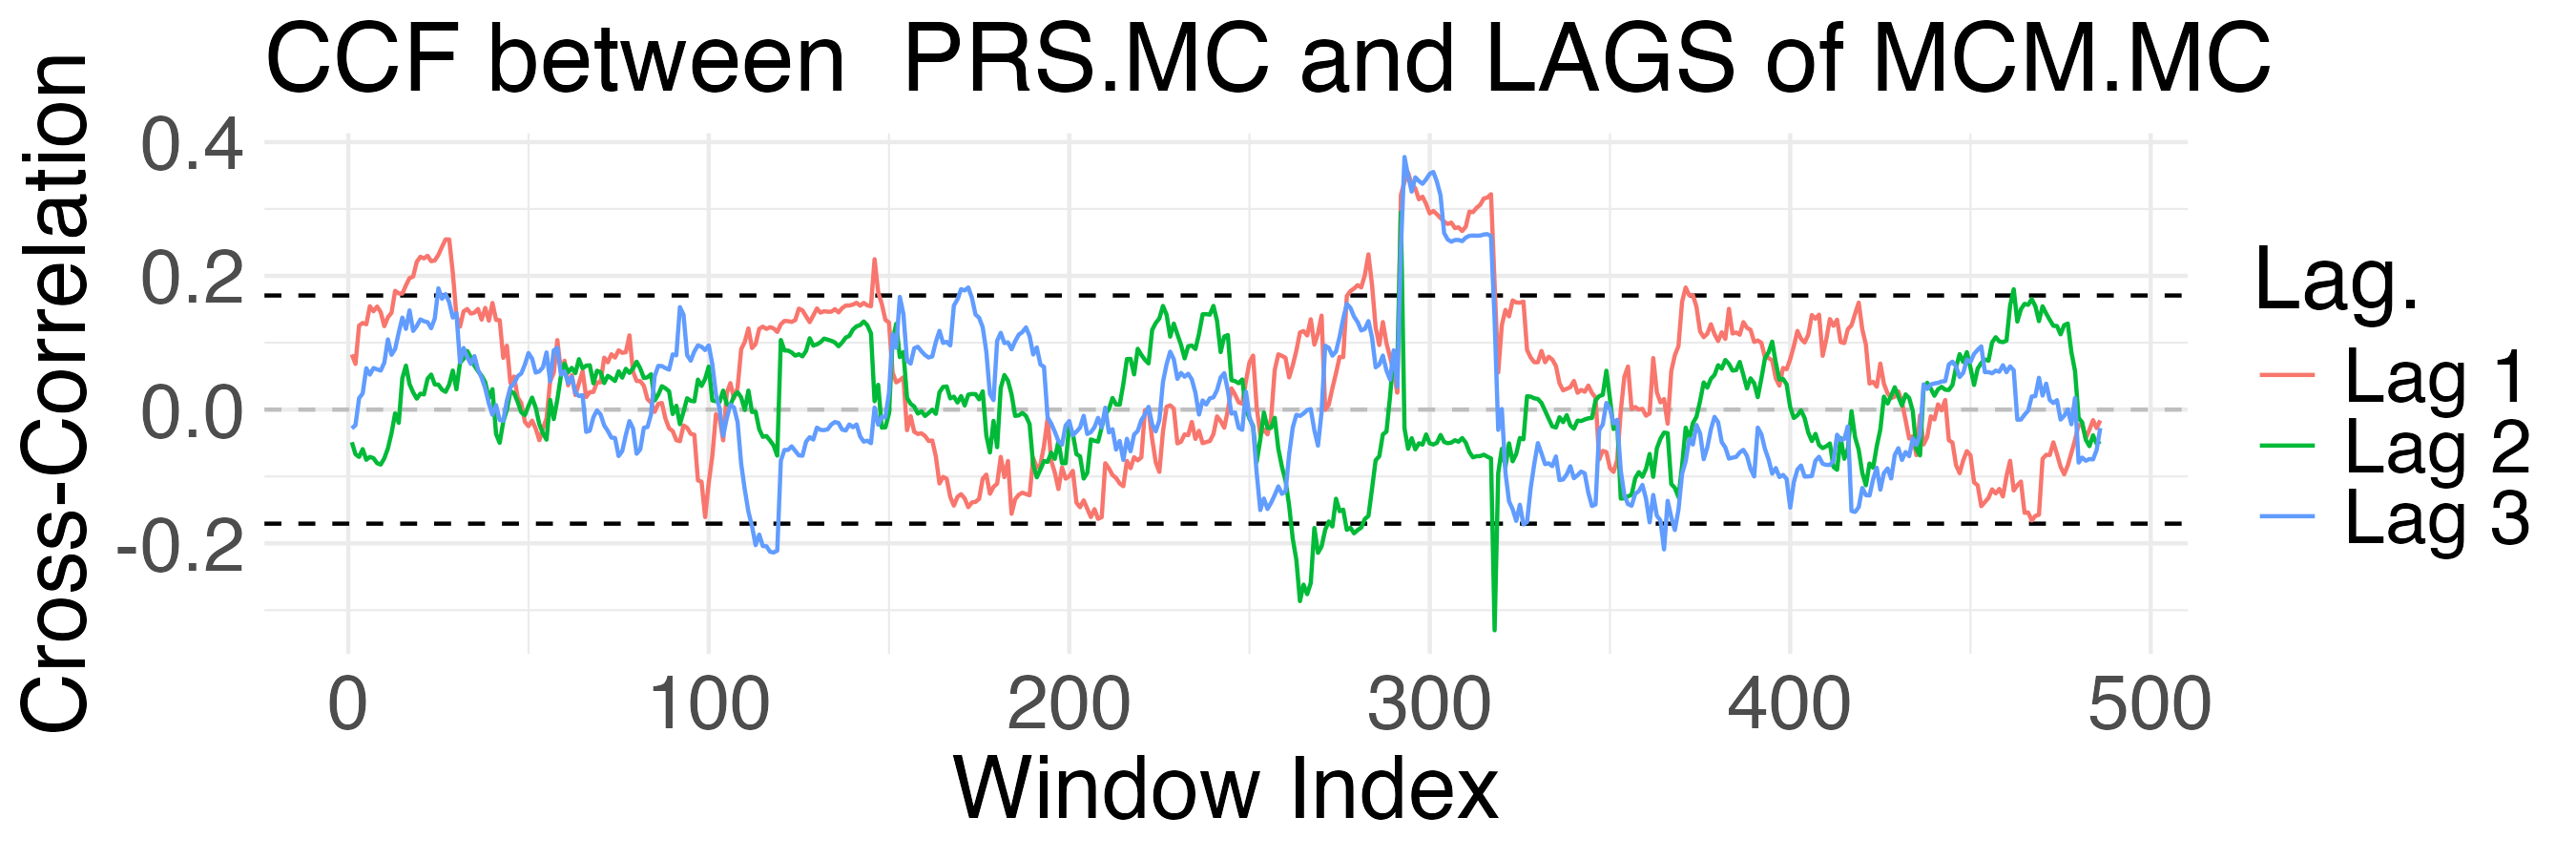 CCF between  PRS.MC and LAGS of MCM.MC
Cross-Correlation
0.4
0.2
0.0
-0.2
0 100 200 300 400 500
Window Index
Lag.
Lag 1
Lag 2
Lag 3